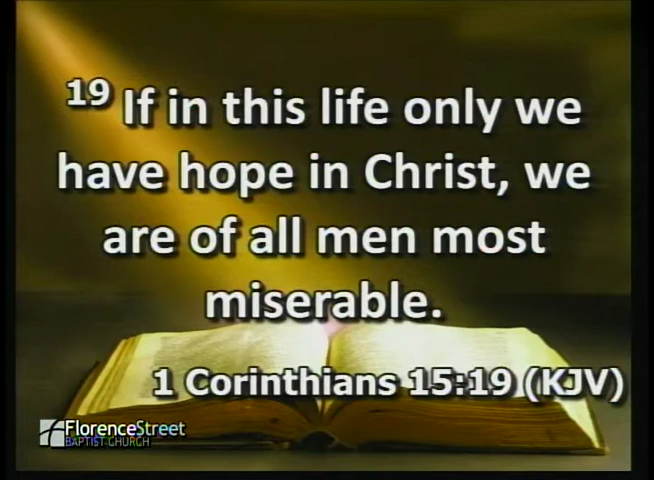 19 If in this life only we
have hope in Christ, we
are of all men most
miserable.
1 Corinthians 15:19 (KJV)
FlorenceStreet
BAPTIST CHURCH